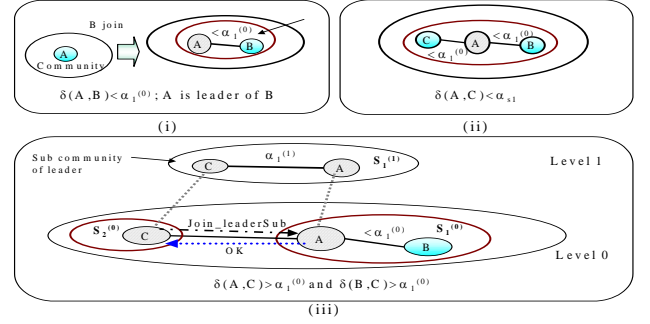 B join
A
Community
<α₁⁽⁰⁾
A
B
δ(A,B)<α₁⁽⁰⁾; A is leader of B
(i)
C
<α₁⁽⁰⁾
A
<α₁⁽⁰⁾
B
δ(A,C)<αₛ₁
(ii)
Sub community
of leader
C
α₁⁽¹⁾
A
S₁⁽¹⁾
Level 1
S₂⁽⁰⁾
C
Join_leaderSub
OK
A
<α₁⁽⁰⁾
S₁⁽⁰⁾
B
Level 0
δ(A,C)>α₁⁽⁰⁾ and δ(B,C)>α₁⁽⁰⁾
(iii)